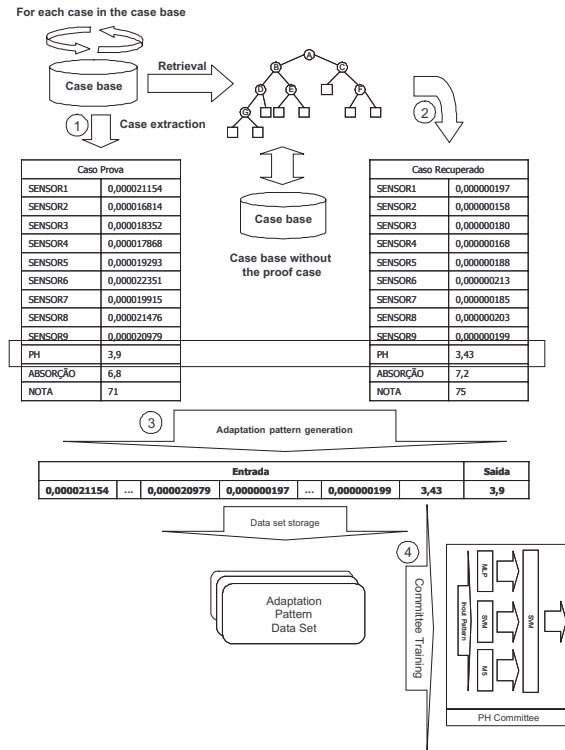 For each case in the case base
Retrieval
Case base
1
Case extraction
A
B
C
D
E
F
G
2
Case base
Case base without
the proof case
Caso Prova
SENSOR1 0,000021154
SENSOR2 0,000016814
SENSOR3 0,000018352
SENSOR4 0,000017868
SENSOR5 0,000019293
SENSOR6 0,000022351
SENSOR7 0,000019915
SENSOR8 0,000021476
SENSOR9 0,000020979
PH 3,9
ABSORÇÃO 6,8
NOTA 71
Caso Recuperado
SENSOR1 0,000000197
SENSOR2 0,000000158
SENSOR3 0,000000180
SENSOR4 0,000000168
SENSOR5 0,000000188
SENSOR6 0,000000213
SENSOR7 0,000000185
SENSOR8 0,000000203
SENSOR9 0,000000199
PH 3,43
ABSORÇÃO 7,2
NOTA 75
3
Adaptation pattern generation
Entrada Saída
0,000021154 ... 0,000020979 0,000000197 ... 0,000000199 3,43 3,9
Data set storage
Adaptation
Pattern
Data Set
4
Committee Training
Input Pattern
MLP
SVM
M5
SVM
PH Committee